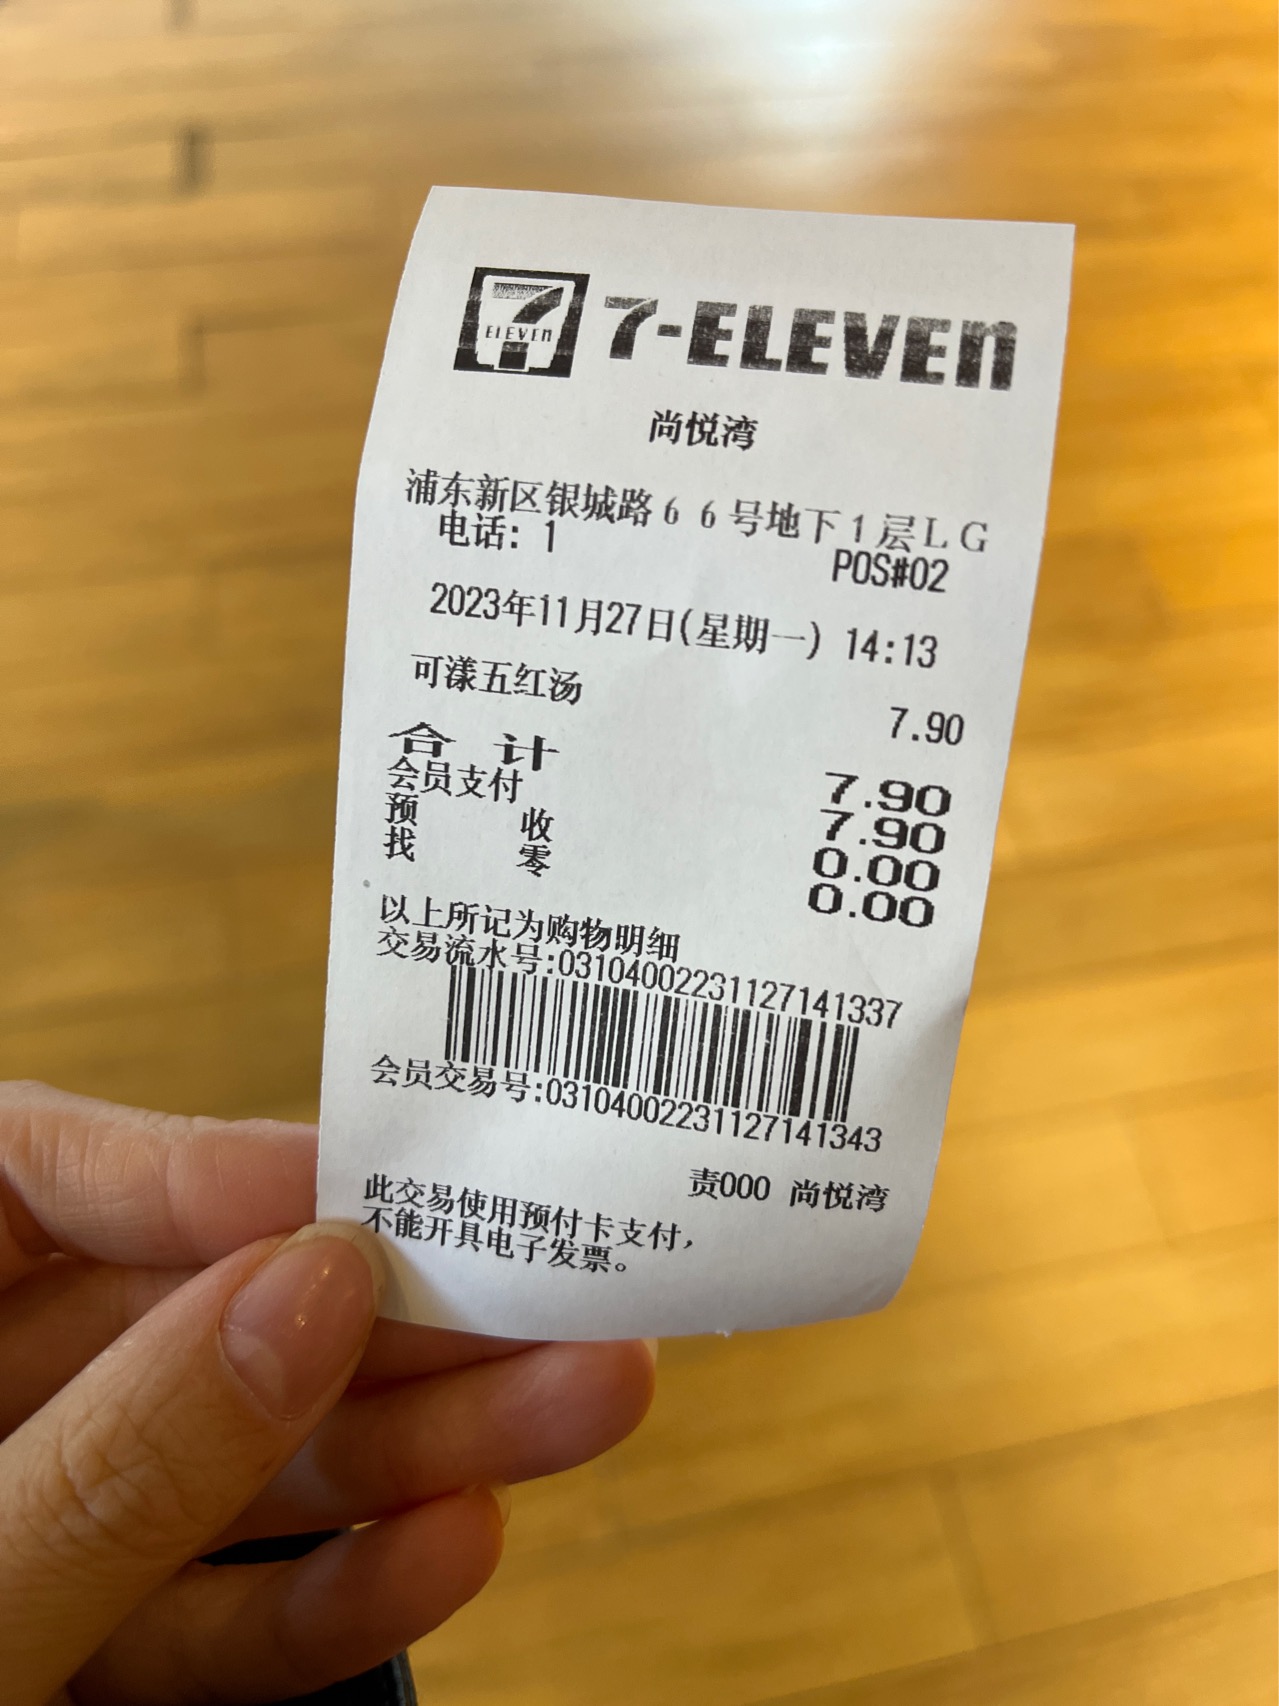 7 ELEVEn 7-ELEVEn
尚悦湾
浦东新区银城路66号地下1层LG
电话: 1 POS#02
2023年11月27日(星期一) 14:13
可漾五红汤 7.90
合 计 7.90
会员支付 7.90
预 收 0.00
找 零 0.00
以上所记为购物明细
交易流水号:03104002231127141337
会员交易号:03104002231127141343
责000 尚悦湾
此交易使用预付卡支付,
不能开具电子发票。